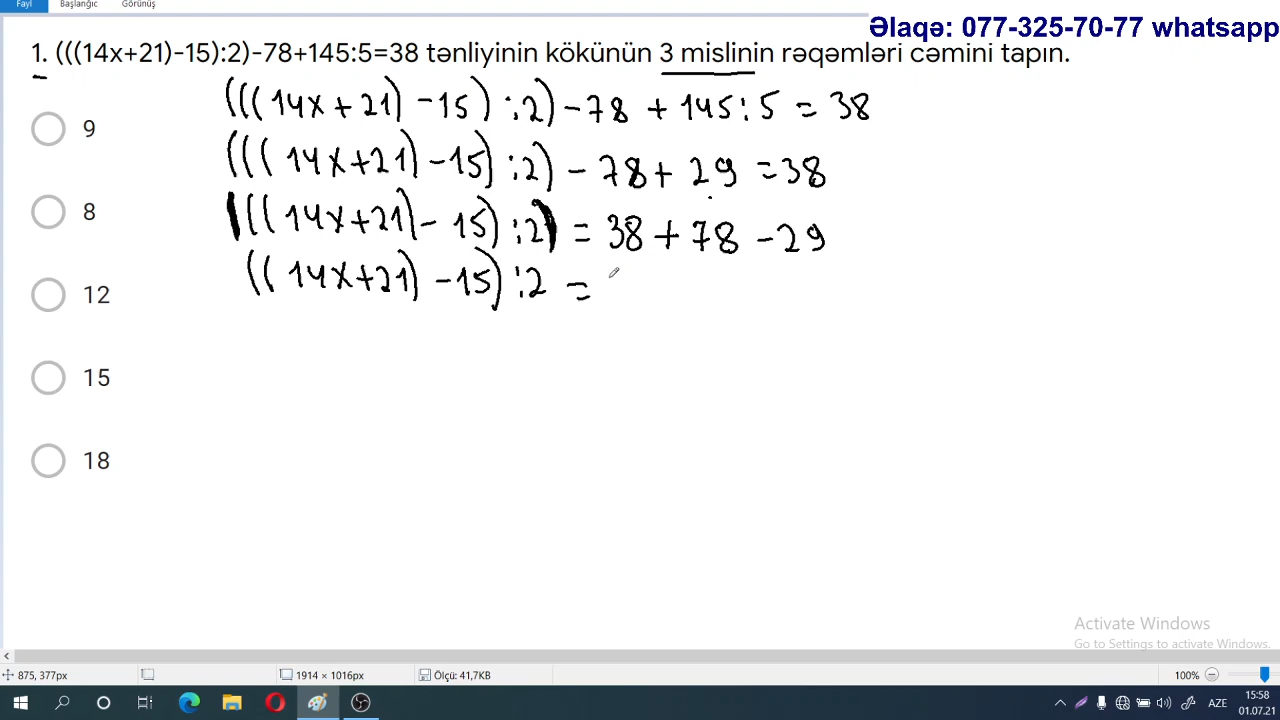 Fayl Başlanğıc Görünüş
Əlaqə: 077-325-70-77 whatsapp
1. (((14x+21)-15):2)-78+145:5=38 tənliyinin kökünün 3 mislinin rəqəmləri cəmini tapın.
(((14x+21)-15):2)-78+145:5=38
9
(((14x+21)-15):2)-78+29=38
8
(((14x+21)-15):2)=38+78-29
((14x+21)-15):2=
12
15
18
Activate Windows
Go to Settings to activate Windows.
875, 377px 1914 × 1016px Ölçü: 41,7KB 100%
AZE 15:58
01.07.21